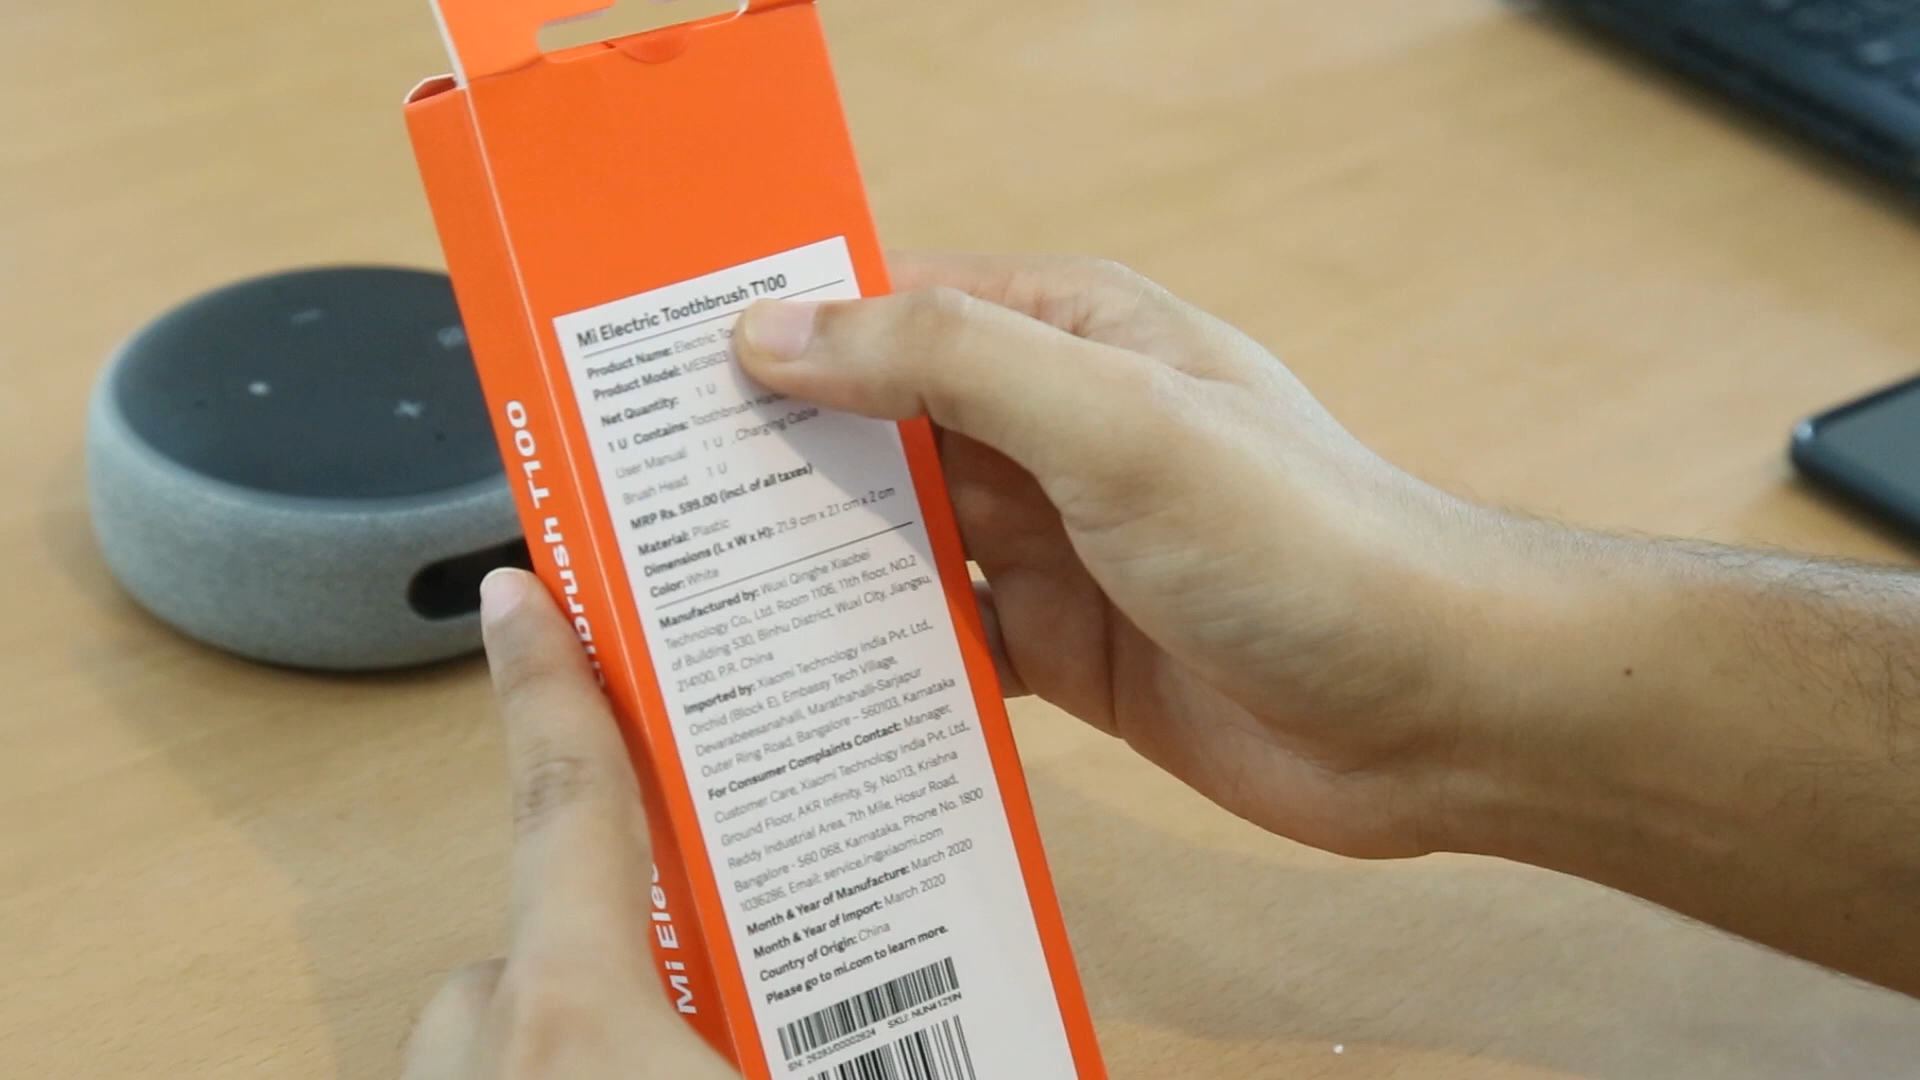 Mi Electric Toothbrush T100
Product Name: Electric
Product Model: MES603
Net Quantity: 1 U
1 U Contains: Toothbrush
User Manual 1 U , Charging Cable
Brush Head 1 U
MRP Rs. 599.00 (incl. of all taxes)
Material: Plastic
Dimensions (L x W x H): 21.9 cm x 2.1 cm x 2 cm
Color: White
Manufactured by: Wuxi Qinghe Xiaobei
Technology Co., Ltd. Room 1106, 11th floor, NO.2
of Building 530, Binhu District, Wuxi City, Jiangsu,
214100, P.R. China
Imported by: Xiaomi Technology India Pvt. Ltd.,
Orchid (Block E), Embassy Tech Village,
Devarabeesanahalli, Marathahalli-Sarjapur
Outer Ring Road, Bangalore – 560103, Karnataka
For Consumer Complaints Contact: Manager,
Customer Care, Xiaomi Technology India Pvt. Ltd.,
Ground Floor, AKR Infinity, Sy. No.113, Krishna
Reddy Industrial Area, 7th Mile, Hosur Road,
Bangalore - 560 068, Karnataka, Phone No. 1800
1036286, Email: service.in@xiaomi.com
Month & Year of Manufacture: March 2020
Month & Year of Import: March 2020
Country of Origin: China
Please go to mi.com to learn more.
SN: 26293/00002624 SKU: NUN4121IN
Mi
T100